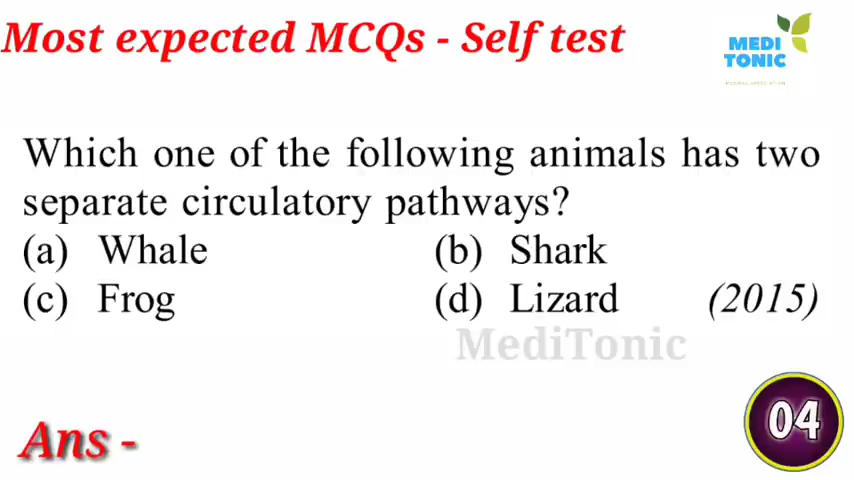 Most expected MCQs - Self test
MEDI
TONIC
Which one of the following animals has two
separate circulatory pathways?
(a) Whale (b) Shark
(c) Frog (d) Lizard (2015)
MediTonic
Ans -
04